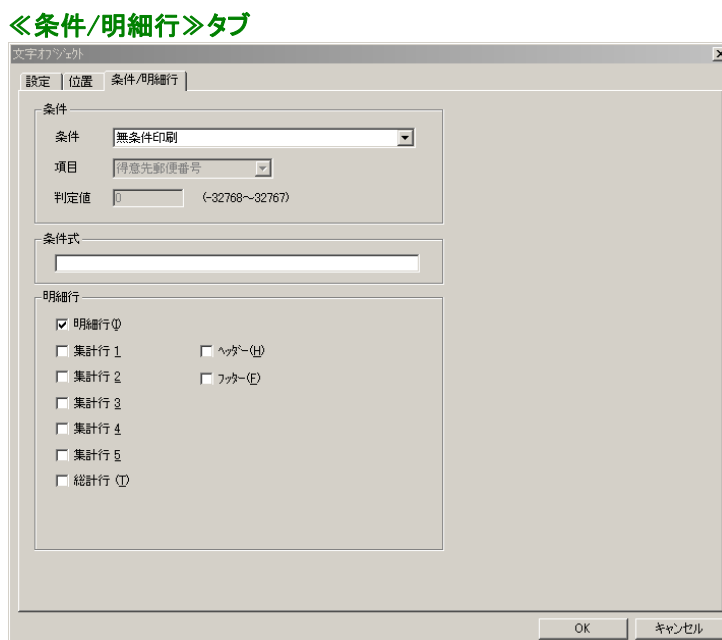 ≪条件/明細行≫タブ
文字ｵﾌﾞｼﾞｪｸﾄ
設定 位置 条件/明細行
条件
条件 無条件印刷
項目 得意先郵便番号
判定値 0 (-32768～32767)
条件式
明細行
明細行(I)
集計行 1 ﾍｯﾀﾞｰ(H)
集計行 2 ﾌｯﾀｰ(F)
集計行 3
集計行 4
集計行 5
総計行 (T)
OK ｷｬﾝｾﾙ